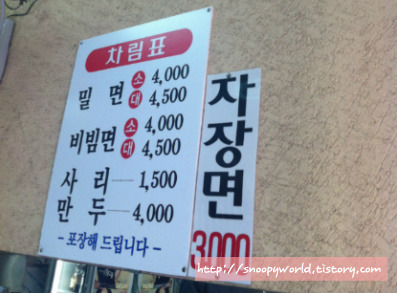 차림표
밀 면 소 4,000
대 4,500
비빔면 소 4,000
대 4,500
사 리 — 1,500
만 두 — 4,000
- 포장해 드립니다 -
차장면
3000
http://snoopyworld.tistory.com